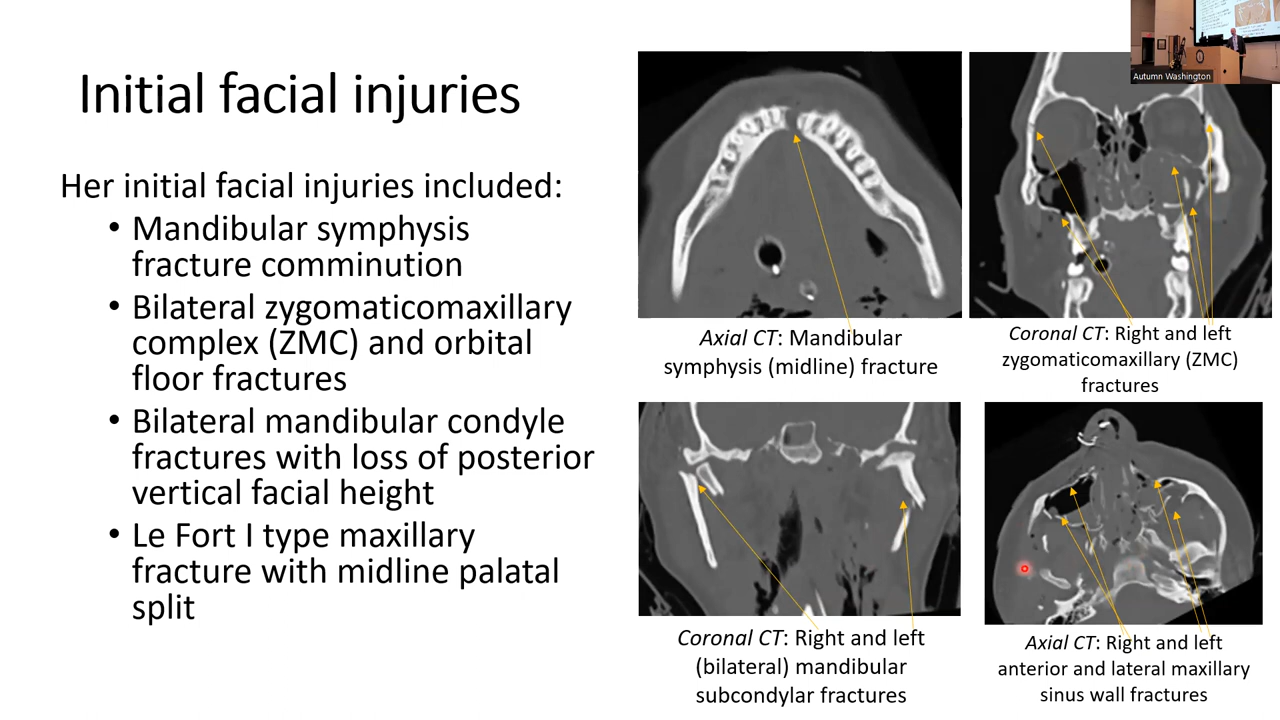 Initial facial injuries
Her initial facial injuries included:
• Mandibular symphysis
fracture comminution
• Bilateral zygomaticomaxillary
complex (ZMC) and orbital
floor fractures
• Bilateral mandibular condyle
fractures with loss of posterior
vertical facial height
• Le Fort I type maxillary
fracture with midline palatal
split
Axial CT: Mandibular
symphysis (midline) fracture
Autumn Washington
Coronal CT: Right and left
zygomaticomaxillary (ZMC)
fractures
Coronal CT: Right and left
(bilateral) mandibular
subcondylar fractures
Axial CT: Right and left
anterior and lateral maxillary
sinus wall fractures